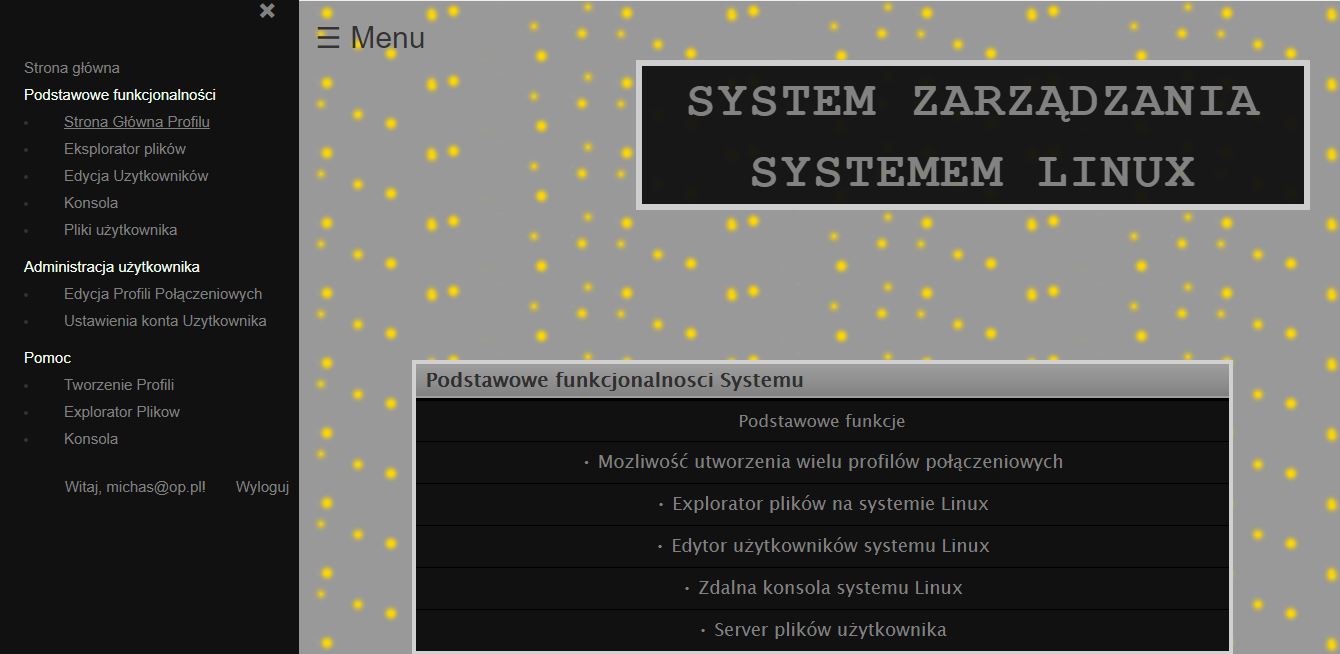 Strona główna
Podstawowe funkcjonalności
Strona Główna Profilu
Eksplorator plików
Edycja Uzytkowników
Konsola
Pliki użytkownika
Administracja użytkownika
Edycja Profili Połączeniowych
Ustawienia konta Uzytkownika
Pomoc
Tworzenie Profili
Explorator Plikow
Konsola
Witaj, michas@op.pl! Wyloguj
☰ Menu
SYSTEM ZARZĄDZANIA
SYSTEMEM LINUX
Podstawowe funkcjonalnosci Systemu
Podstawowe funkcje
· Mozliwość utworzenia wielu profilów połączeniowych
· Explorator plików na systemie Linux
· Edytor użytkowników systemu Linux
· Zdalna konsola systemu Linux
· Server plików użytkownika